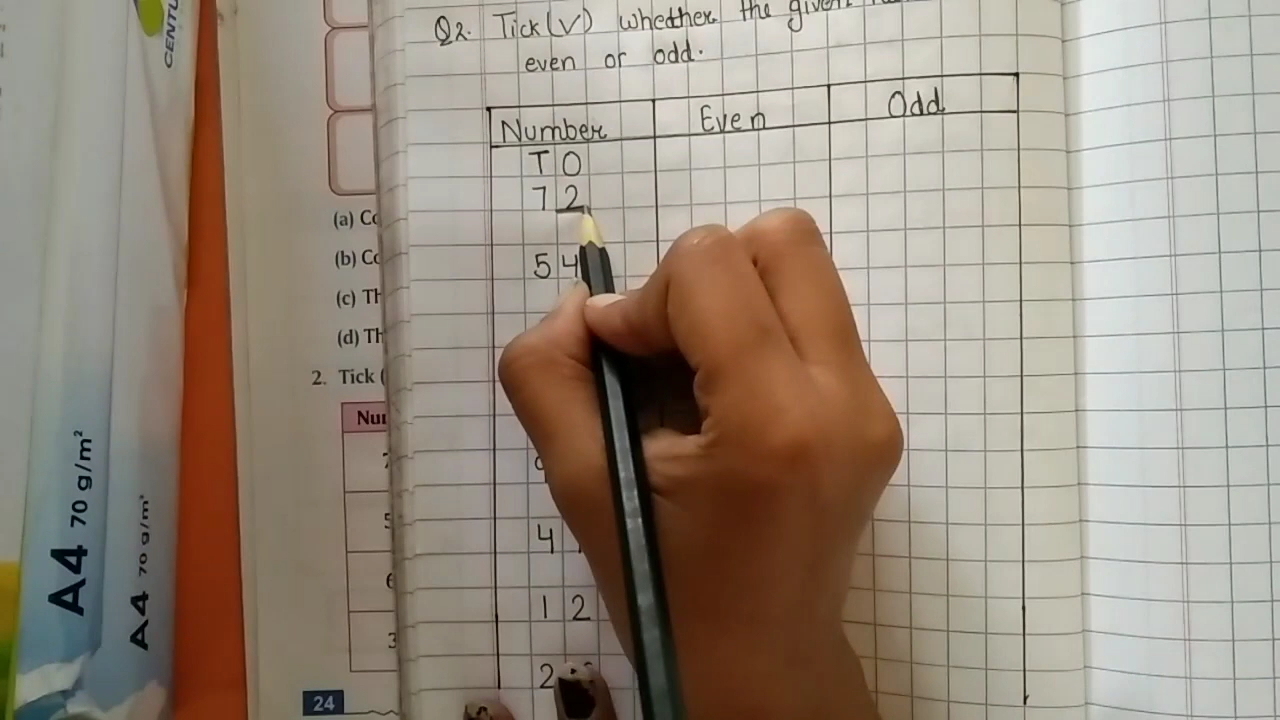 CENTU
A4 70 g/m²
A4 70 g/m²
(a) Co
(b) Co
(c) Th
(d) Th
2. Tick (
Nu
24
Q2. Tick (√) whether the given
even or odd.
Number Even Odd
T O
7 2
5 4
4
1 2
2